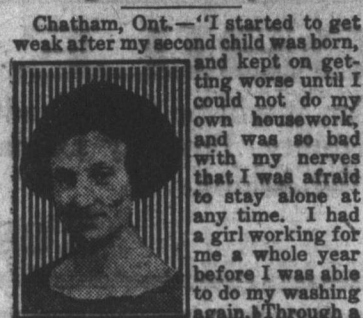 Chatham, Ont.—"I started to get
weak after my second child was born,
and kept on get-
ting worse until I
could not do my
own housework,
and was so bad
with my nerves
that I was afraid
to stay alone at
any time. I had
a girl working for
me a whole year
before I was able
to do my washing
again. Through a